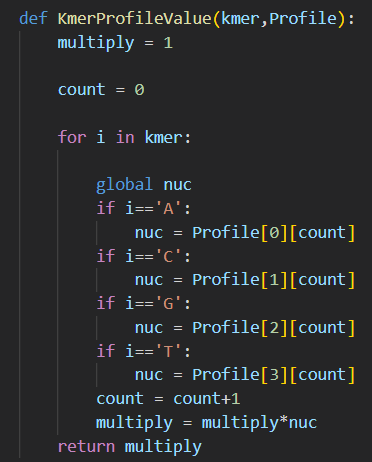 def KmerProfileValue(kmer,Profile):
    multiply = 1

    count = 0

    for i in kmer:

        global nuc
        if i=='A':
            nuc = Profile[0][count]
        if i=='C':
            nuc = Profile[1][count]
        if i=='G':
            nuc = Profile[2][count]
        if i=='T':
            nuc = Profile[3][count]
        count = count+1
        multiply = multiply*nuc
    return multiply